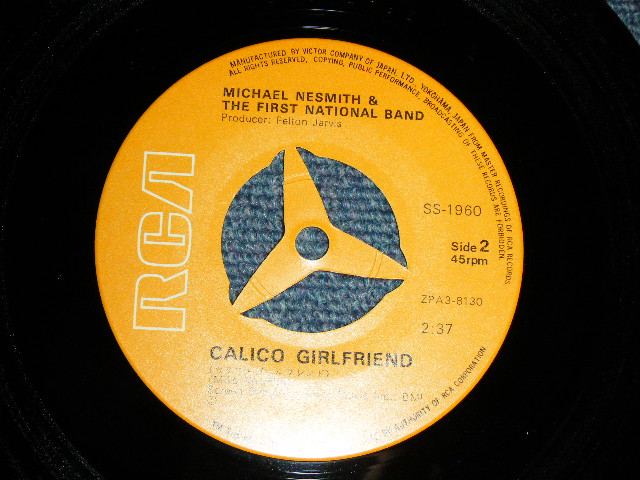 MANUFACTURED BY VICTOR COMPANY OF JAPAN, LTD. YOKOHAMA, JAPAN FROM MASTER RECORDINGS OF RCA RECORDS.
ALL RIGHTS RESERVED, COPYING, PUBLIC PERFORMANCE, BROADCASTING OF THESE RECORDS ARE FORBIDDEN.
MICHAEL NESMITH &
THE FIRST NATIONAL BAND
Producer: Felton Jarvis
RCA
SS-1960
Side 2
45rpm
ZPA3-8130
2:37
CALICO GIRLFRIEND
BMI
BY AUTHORITY OF RCA CORPORATION